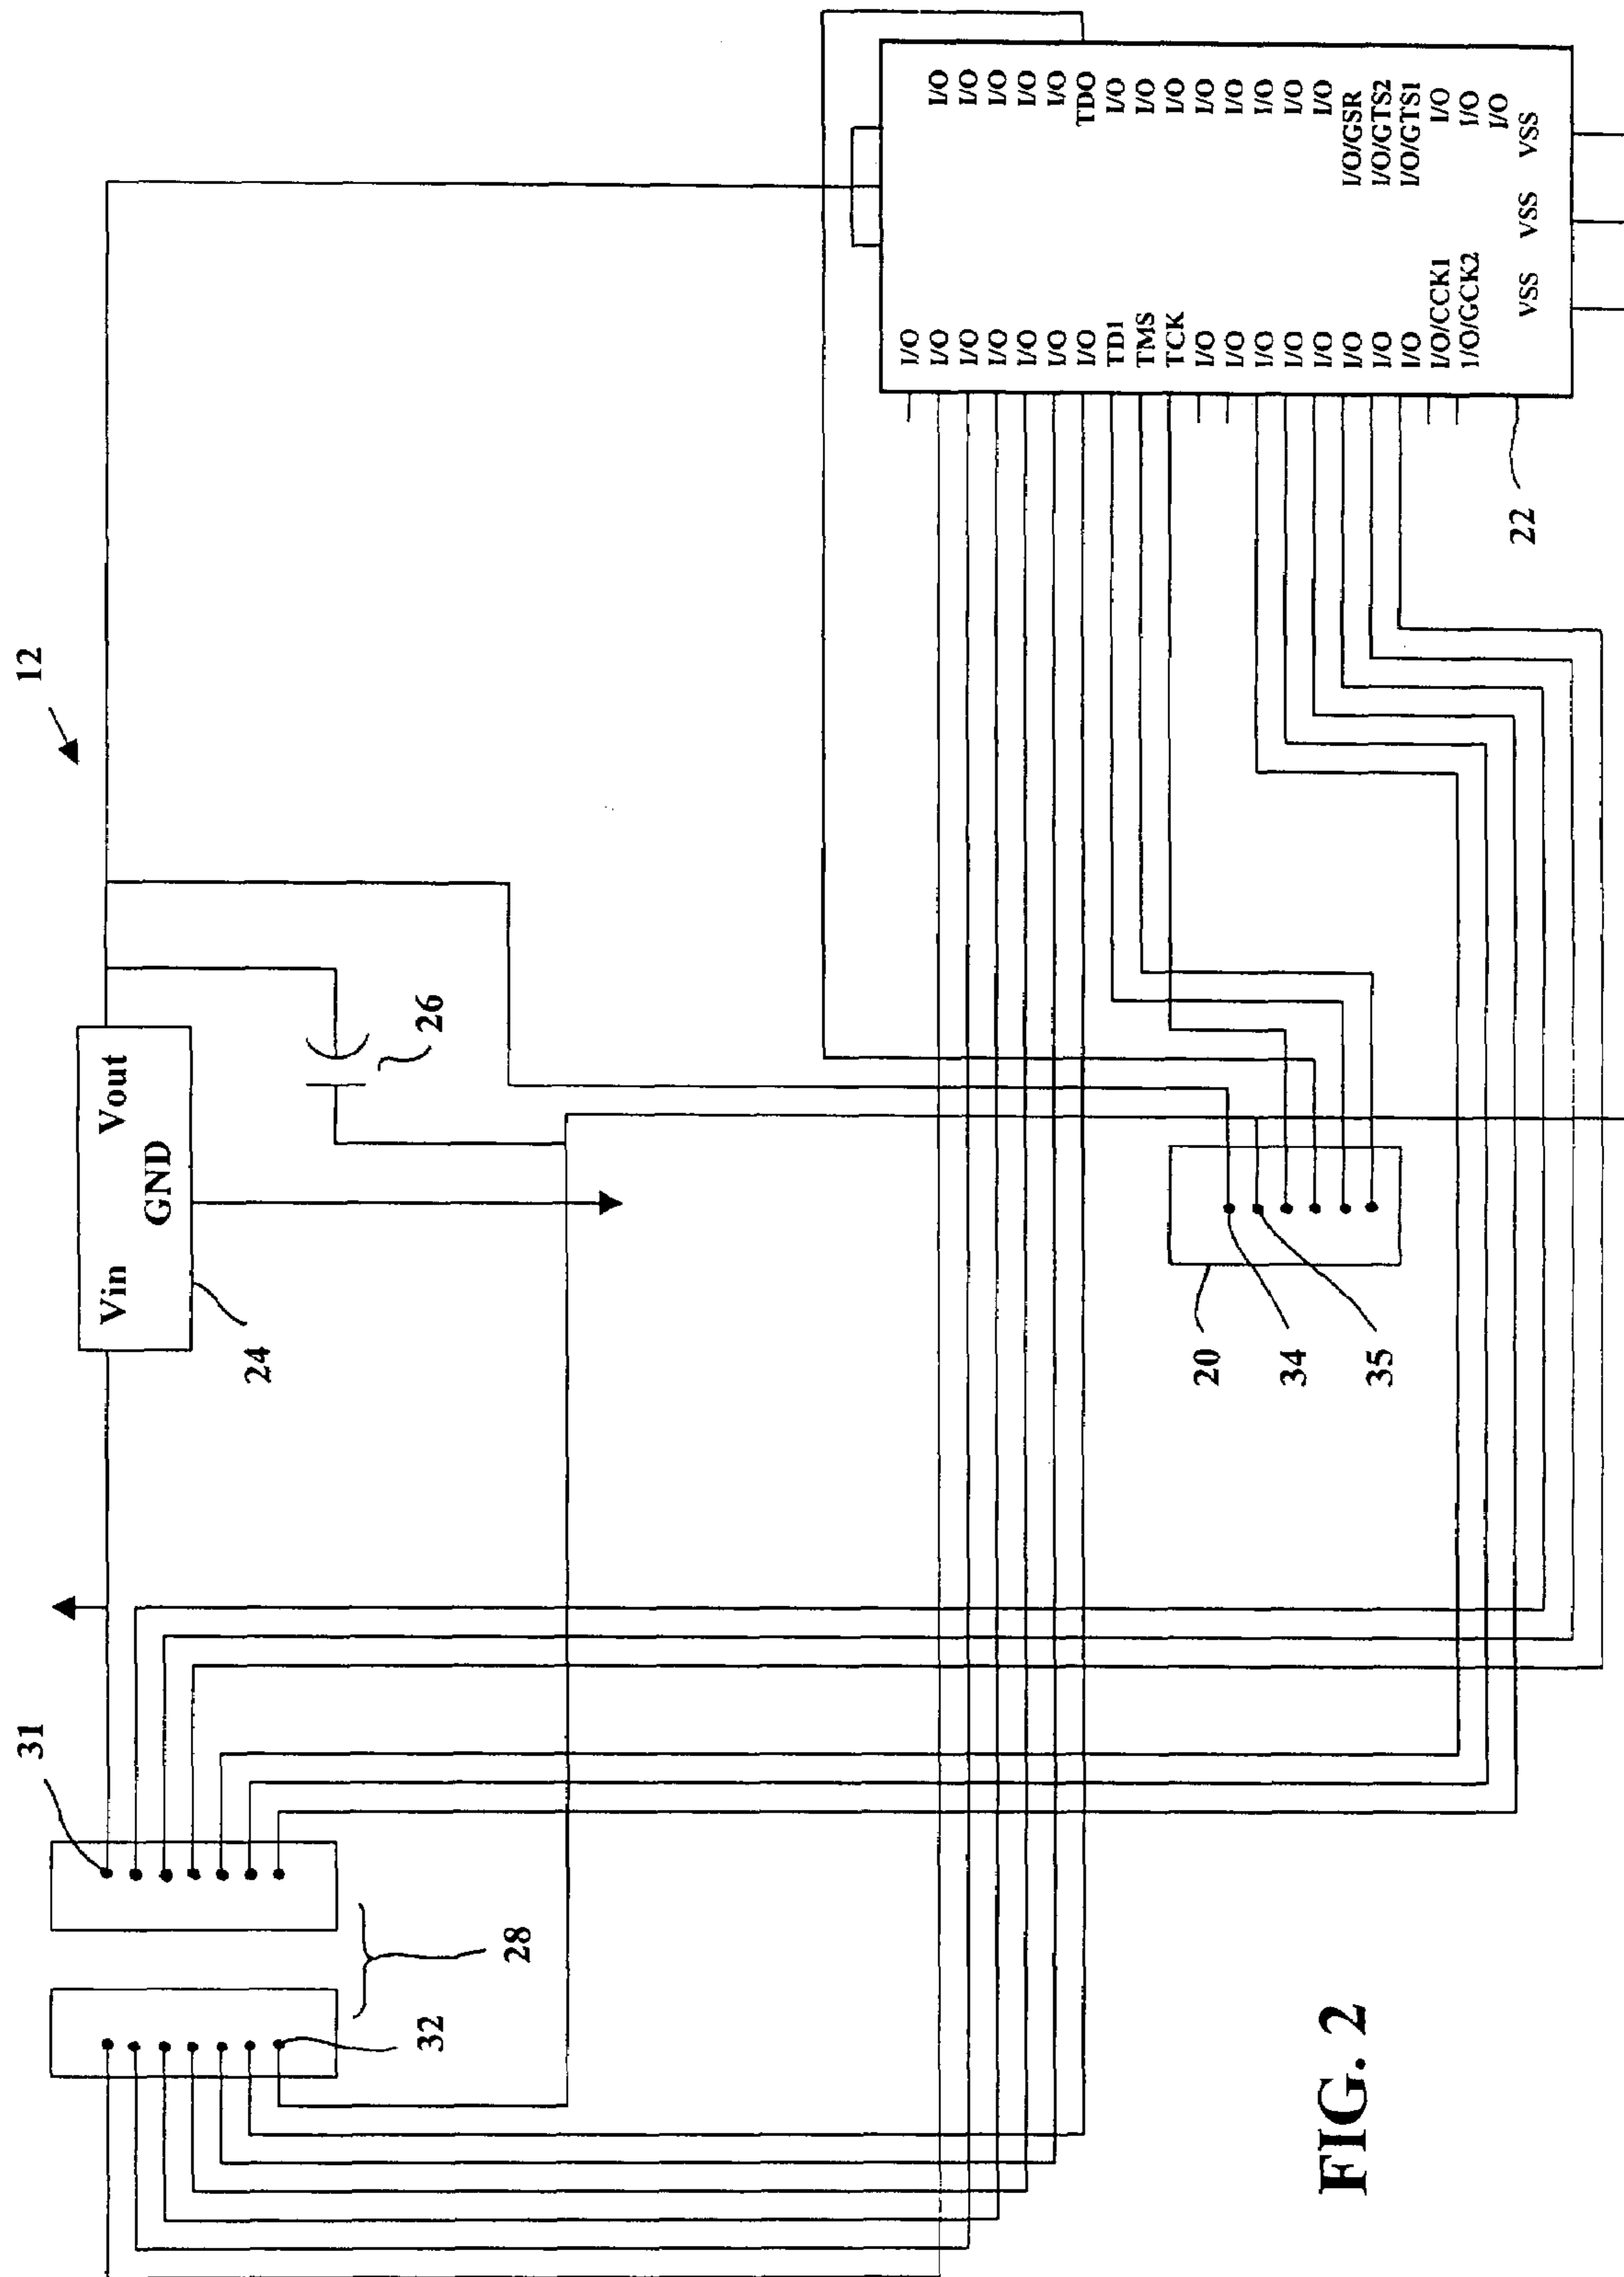 31
12
Vin Vout
GND
24
32
26
28
I/O
I/O I/O
I/O I/O
I/O I/O
I/O I/O
I/O I/O
I/O TDO
TD1 I/O
TMS I/O
TCK I/O
I/O I/O
I/O I/O
I/O I/O
I/O I/O
I/O I/O
I/O I/O/GSR
I/O I/O/GTS2
I/O I/O/GTS1
I/O/CCK1 I/O
I/O/GCK2 I/O
I/O
VSS VSS VSS
20
34
35
22
FIG. 2